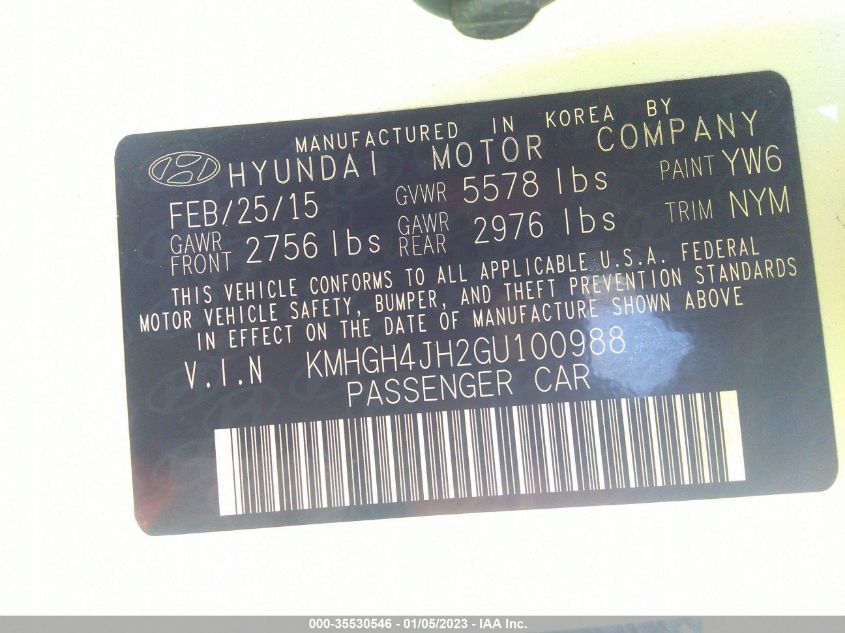 MANUFACTURED IN KOREA BY
HYUNDAI MOTOR COMPANY
FEB/25/15 GVWR 5578 lbs PAINT YW6
GAWR FRONT 2756 lbs GAWR REAR 2976 lbs TRIM NYM
THIS VEHICLE CONFORMS TO ALL APPLICABLE U.S.A. FEDERAL
MOTOR VEHICLE SAFETY, BUMPER, AND THEFT PREVENTION STANDARDS
IN EFFECT ON THE DATE OF MANUFACTURE SHOWN ABOVE
V.I.N KMHGH4JH2GU100988
PASSENGER CAR
000-35530546 - 01/05/2023 - IAA Inc.